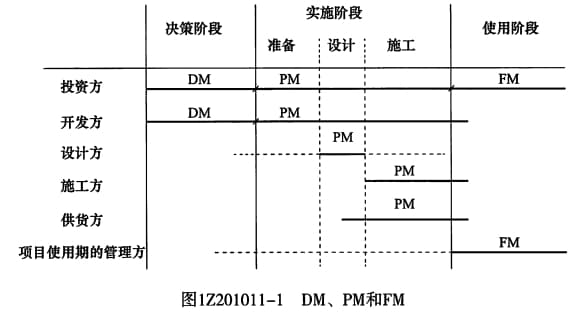 决策阶段 实施阶段 使用阶段
准备 设计 施工
投资方 DM PM FM
开发方 DM PM
设计方 PM
施工方 PM
供货方 PM
项目使用期的管理方 FM
图1Z201011-1 DM、PM和FM